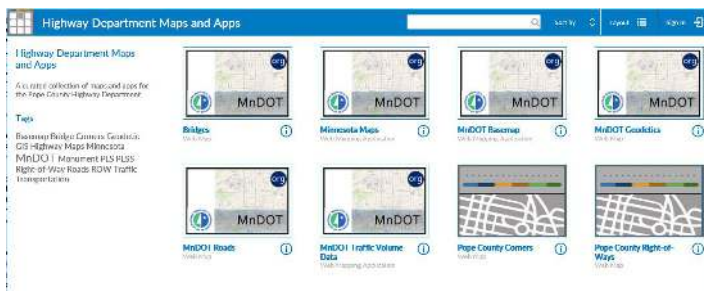 Highway Department Maps and Apps
Sort by
Layout
Sign In
Highway Department Maps
and Apps
A curated collection of maps and apps for
the Pope County Highway Department
Tags
Basemap Bridge Corners Geodetic
GIS Highway Maps Minnesota
MnDOT Monument PLS PLSS
Right-of-Way Roads ROW Traffic
Transportation
org
MnDOT
Bridges
Web Map
org
MnDOT
Minnesota Maps
Web Mapping Application
org
MnDOT
MnDOT Basemap
Web Mapping Application
org
MnDOT
MnDOT Geodetics
Web Map
org
MnDOT
MnDOT Roads
Web Map
org
MnDOT
MnDOT Traffic Volume
Data
Web Mapping Application
Pope County Corners
Web Map
Pope County Right-of-
Ways
Web Map